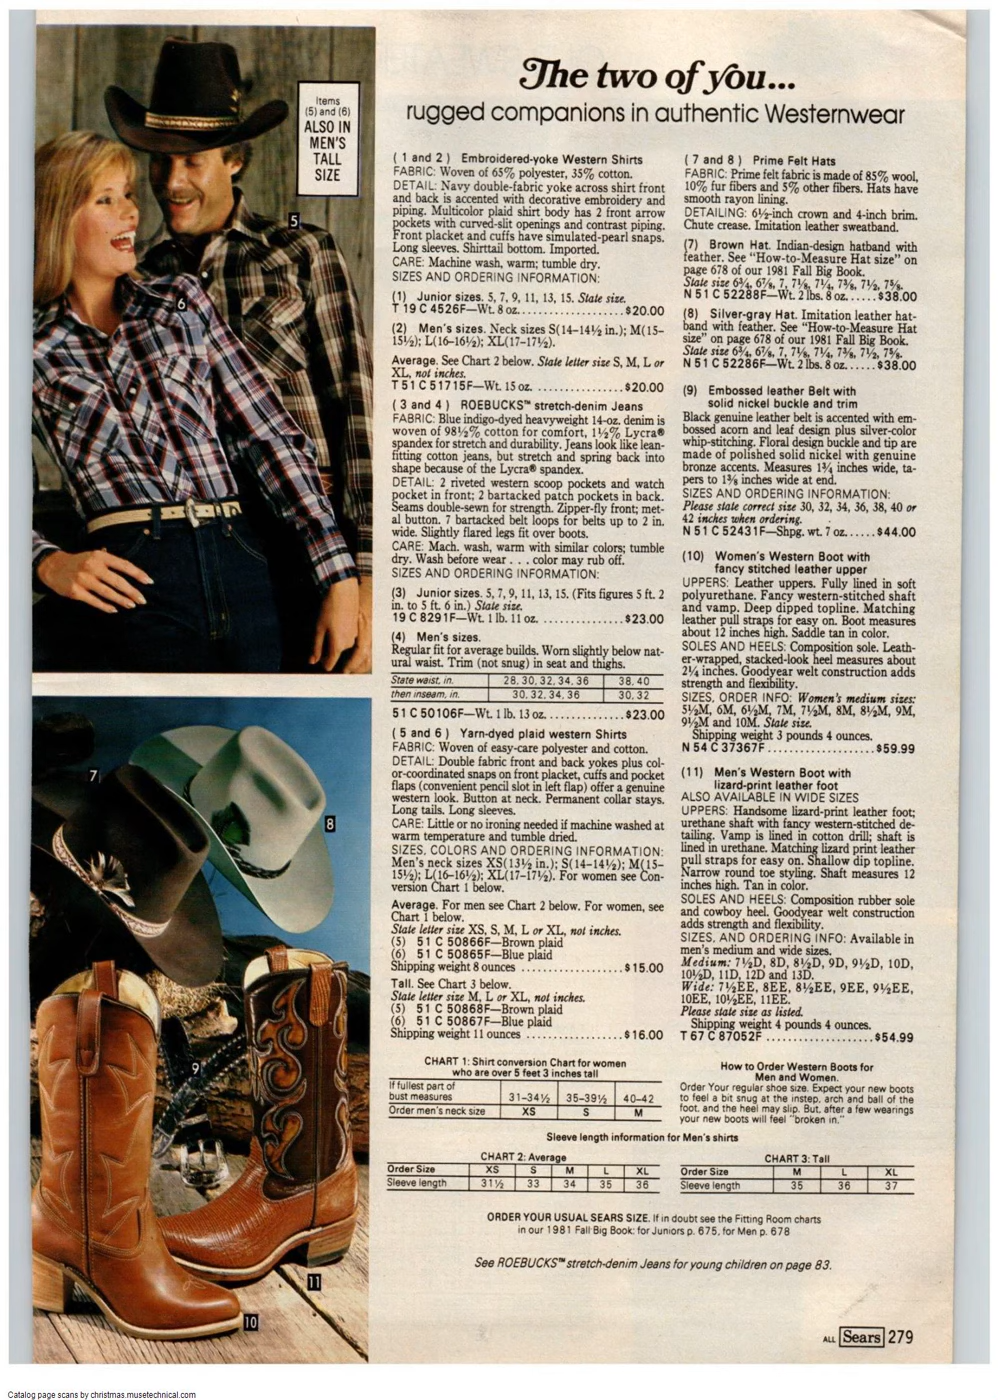 Items
(5) and (6)
ALSO IN
MEN'S
TALL
SIZE
5
6
The two of you...
rugged companions in authentic Westernwear
(1 and 2) Embroidered-yoke Western Shirts
FABRIC: Woven of 65% polyester, 35% cotton.
DETAIL: Navy double-fabric yoke across shirt front
and back is accented with decorative embroidery and
piping. Multicolor plaid shirt body has 2 front arrow
pockets with curved-slit openings and contrast piping.
Front placket and cuffs have simulated-pearl snaps.
Long sleeves. Shirttail bottom. Imported.
CARE: Machine wash, warm; tumble dry.
SIZES AND ORDERING INFORMATION:
(1) Junior sizes. 5, 7, 9, 11, 13, 15. State size.
T 19 C 4526F—Wt. 8 oz. ................ $20.00
(2) Men's sizes. Neck sizes S(14-14½ in.); M(15-
15½); L(16-16½); XL(17-17½).
Average. See Chart 2 below. State letter size S, M, L or
XL, not inches.
T 51 C 51715F—Wt. 15 oz. ............. $20.00
(3 and 4) ROEBUCKS™ stretch-denim Jeans
FABRIC: Blue indigo-dyed heavyweight 14-oz. denim is
woven of 98½% cotton for comfort, 1½% Lycra®
spandex for stretch and durability. Jeans look like lean-
fitting cotton jeans, but stretch and spring back into
shape because of the Lycra® spandex.
DETAIL: 2 riveted western scoop pockets and watch
pocket in front; 2 bartacked patch pockets in back.
Seams double-sewn for strength. Zipper-fly front; met-
al button. 7 bartacked belt loops for belts up to 2 in.
wide. Slightly flared legs fit over boots.
CARE: Mach. wash, warm with similar colors; tumble
dry. Wash before wear . . . color may rub off.
SIZES AND ORDERING INFORMATION:
(3) Junior sizes. 5, 7, 9, 11, 13, 15. (Fits figures 5 ft. 2
in. to 5 ft. 6 in.) State size.
19 C 8291F—Wt. 1 lb. 11 oz. .............. $23.00
(4) Men's sizes.
Regular fit for average builds. Worn slightly below nat-
ural waist. Trim (not snug) in seat and thighs.
State waist, in. 28, 30, 32, 34, 36 38, 40
then inseam, in. 30, 32, 34, 36 30, 32
51 C 50106F—Wt. 1 lb. 13 oz. ............. $23.00
(5 and 6) Yarn-dyed plaid western Shirts
FABRIC: Woven of easy-care polyester and cotton.
DETAIL: Double fabric front and back yokes plus col-
or-coordinated snaps on front placket, cuffs and pocket
flaps (convenient pencil slot in left flap) offer a genuine
western look. Button at neck. Permanent collar stays.
Long tails. Long sleeves.
CARE: Little or no ironing needed if machine washed at
warm temperature and tumble dried.
SIZES, COLORS AND ORDERING INFORMATION:
Men's neck sizes XS(13½ in.); S(14-14½); M(15-
15½); L(16-16½); XL(17-17½). For women see Con-
version Chart 1 below.
Average. For men see Chart 2 below. For women, see
Chart 1 below.
State letter size XS, S, M, L or XL, not inches.
(5) 51 C 50866F—Brown plaid
(6) 51 C 50865F—Blue plaid
Shipping weight 8 ounces ................. $15.00
Tall. See Chart 3 below.
State letter size M, L or XL, not inches.
(5) 51 C 50868F—Brown plaid
(6) 51 C 50867F—Blue plaid
Shipping weight 11 ounces ................ $16.00
(7 and 8) Prime Felt Hats
FABRIC: Prime felt fabric is made of 85% wool,
10% fur fibers and 5% other fibers. Hats have
smooth rayon lining.
DETAILING: 6½-inch crown and 4-inch brim.
Chute crease. Imitation leather sweatband.
(7) Brown Hat. Indian-design hatband with
feather. See "How-to-Measure Hat size" on
page 678 of our 1981 Fall Big Book.
State size 6¾, 6⅞, 7, 7⅛, 7¼, 7⅜, 7½, 7⅝.
N 51 C 52288F—Wt. 2 lbs. 8 oz. ..... $38.00
(8) Silver-gray Hat. Imitation leather hat-
band with feather. See "How-to-Measure Hat
size" on page 678 of our 1981 Fall Big Book.
State size 6¾, 6⅞, 7, 7⅛, 7¼, 7⅜, 7½, 7⅝.
N 51 C 52286F—Wt. 2 lbs. 8 oz. ..... $38.00
(9) Embossed leather Belt with
solid nickel buckle and trim
Black genuine leather belt is accented with em-
bossed acorn and leaf design plus silver-color
whip-stitching. Floral design buckle and tip are
made of polished solid nickel with genuine
bronze accents. Measures 1¾ inches wide, ta-
pers to 1⅜ inches wide at end.
SIZES AND ORDERING INFORMATION:
Please state correct size 30, 32, 34, 36, 38, 40 or
42 inches when ordering.
N 51 C 52431F—Shpg. wt. 7 oz. ..... $44.00
(10) Women's Western Boot with
fancy stitched leather upper
UPPERS: Leather uppers. Fully lined in soft
polyurethane. Fancy western-stitched shaft
and vamp. Deep dipped topline. Matching
leather pull straps for easy on. Boot measures
about 12 inches high. Saddle tan in color.
SOLES AND HEELS: Composition sole. Leath-
er-wrapped, stacked-look heel measures about
2¼ inches. Goodyear welt construction adds
strength and flexibility.
SIZES, ORDER INFO: Women's medium sizes:
5½M, 6M, 6½M, 7M, 7½M, 8M, 8½M, 9M,
9½M and 10M. State size.
Shipping weight 3 pounds 4 ounces.
N 54 C 37367F ................... $59.99
(11) Men's Western Boot with
lizard-print leather foot
ALSO AVAILABLE IN WIDE SIZES
UPPERS: Handsome lizard-print leather foot;
urethane shaft with fancy western-stitched de-
tailing. Vamp is lined in cotton drill; shaft is
lined in urethane. Matching lizard print leather
pull straps for easy on. Shallow dip topline.
Narrow round toe styling. Shaft measures 12
inches high. Tan in color.
SOLES AND HEELS: Composition rubber sole
and cowboy heel. Goodyear welt construction
adds strength and flexibility.
SIZES, AND ORDERING INFO: Available in
men's medium and wide sizes.
Medium: 7½D, 8D, 8½D, 9D, 9½D, 10D,
10½D, 11D, 12D and 13D.
Wide: 7½EE, 8EE, 8½EE, 9EE, 9½EE,
10EE, 10½EE, 11EE.
Please state size as listed.
Shipping weight 4 pounds 4 ounces.
T 67 C 87052F ................... $54.99
7
8
9
10
11
CHART 1: Shirt conversion Chart for women
who are over 5 feet 3 inches tall
If fullest part of
bust measures 31-34½ 35-39½ 40-42
Order men's neck size XS S M
How to Order Western Boots for
Men and Women.
Order Your regular shoe size. Expect your new boots
to feel a bit snug at the instep, arch and ball of the
foot, and the heel may slip. But, after a few wearings
your new boots will feel "broken in."
Sleeve length information for Men's shirts
CHART 2: Average
Order Size XS S M L XL
Sleeve length 31½ 33 34 35 36
CHART 3: Tall
Order Size M L XL
Sleeve length 35 36 37
ORDER YOUR USUAL SEARS SIZE. If in doubt see the Fitting Room charts
in our 1981 Fall Big Book: for Juniors p. 675, for Men p. 678
See ROEBUCKS™ stretch-denim Jeans for young children on page 83.
ALL Sears 279
Catalog page scans by christmas.musetechnical.com